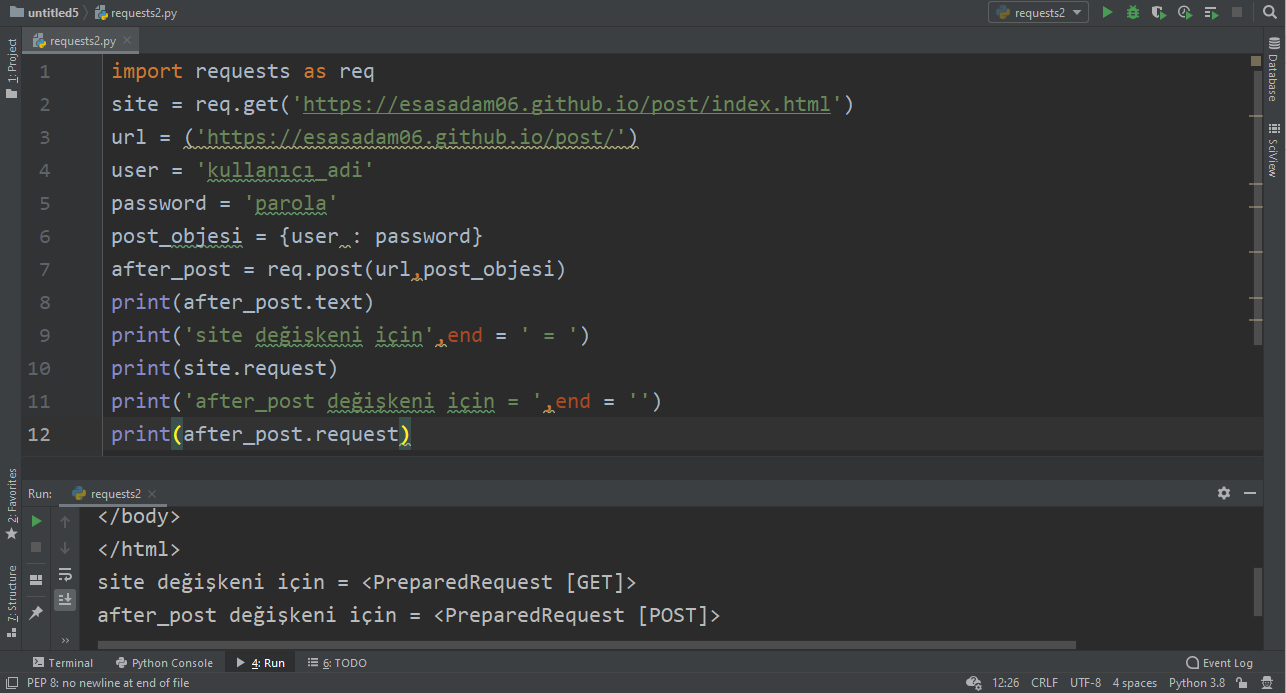 untitled5 requests2.py requests2
requests2.py
1: Project
Database
SciView
1 import requests as req
2 site = req.get('https://esasadam06.github.io/post/index.html')
3 url = ('https://esasadam06.github.io/post/')
4 user = 'kullanıcı_adi'
5 password = 'parola'
6 post_objesi = {user : password}
7 after_post = req.post(url,post_objesi)
8 print(after_post.text)
9 print('site değişkeni için',end = ' = ')
10 print(site.request)
11 print('after_post değişkeni için = ',end = '')
12 print(after_post.request)
2: Favorites
7: Structure
Run: requests2
</body>
</html>
site değişkeni için = <PreparedRequest [GET]>
after_post değişkeni için = <PreparedRequest [POST]>
Terminal Python Console 4: Run 6: TODO Event Log
PEP 8: no newline at end of file 12:26 CRLF UTF-8 4 spaces Python 3.8